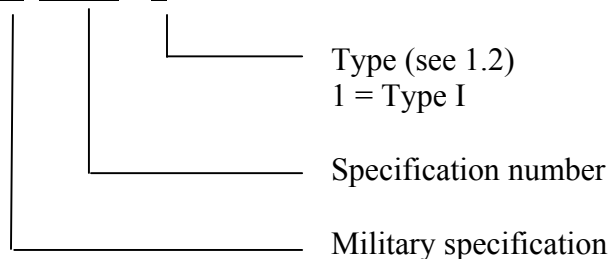 Type (see 1.2)
1 = Type I
Specification number
Military specification